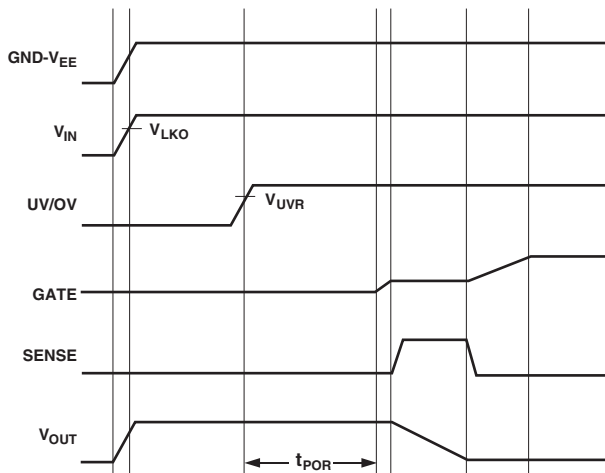 GND-VEE
VIN
VLKO
UV/OV
VUVR
GATE
SENSE
VOUT
tPOR